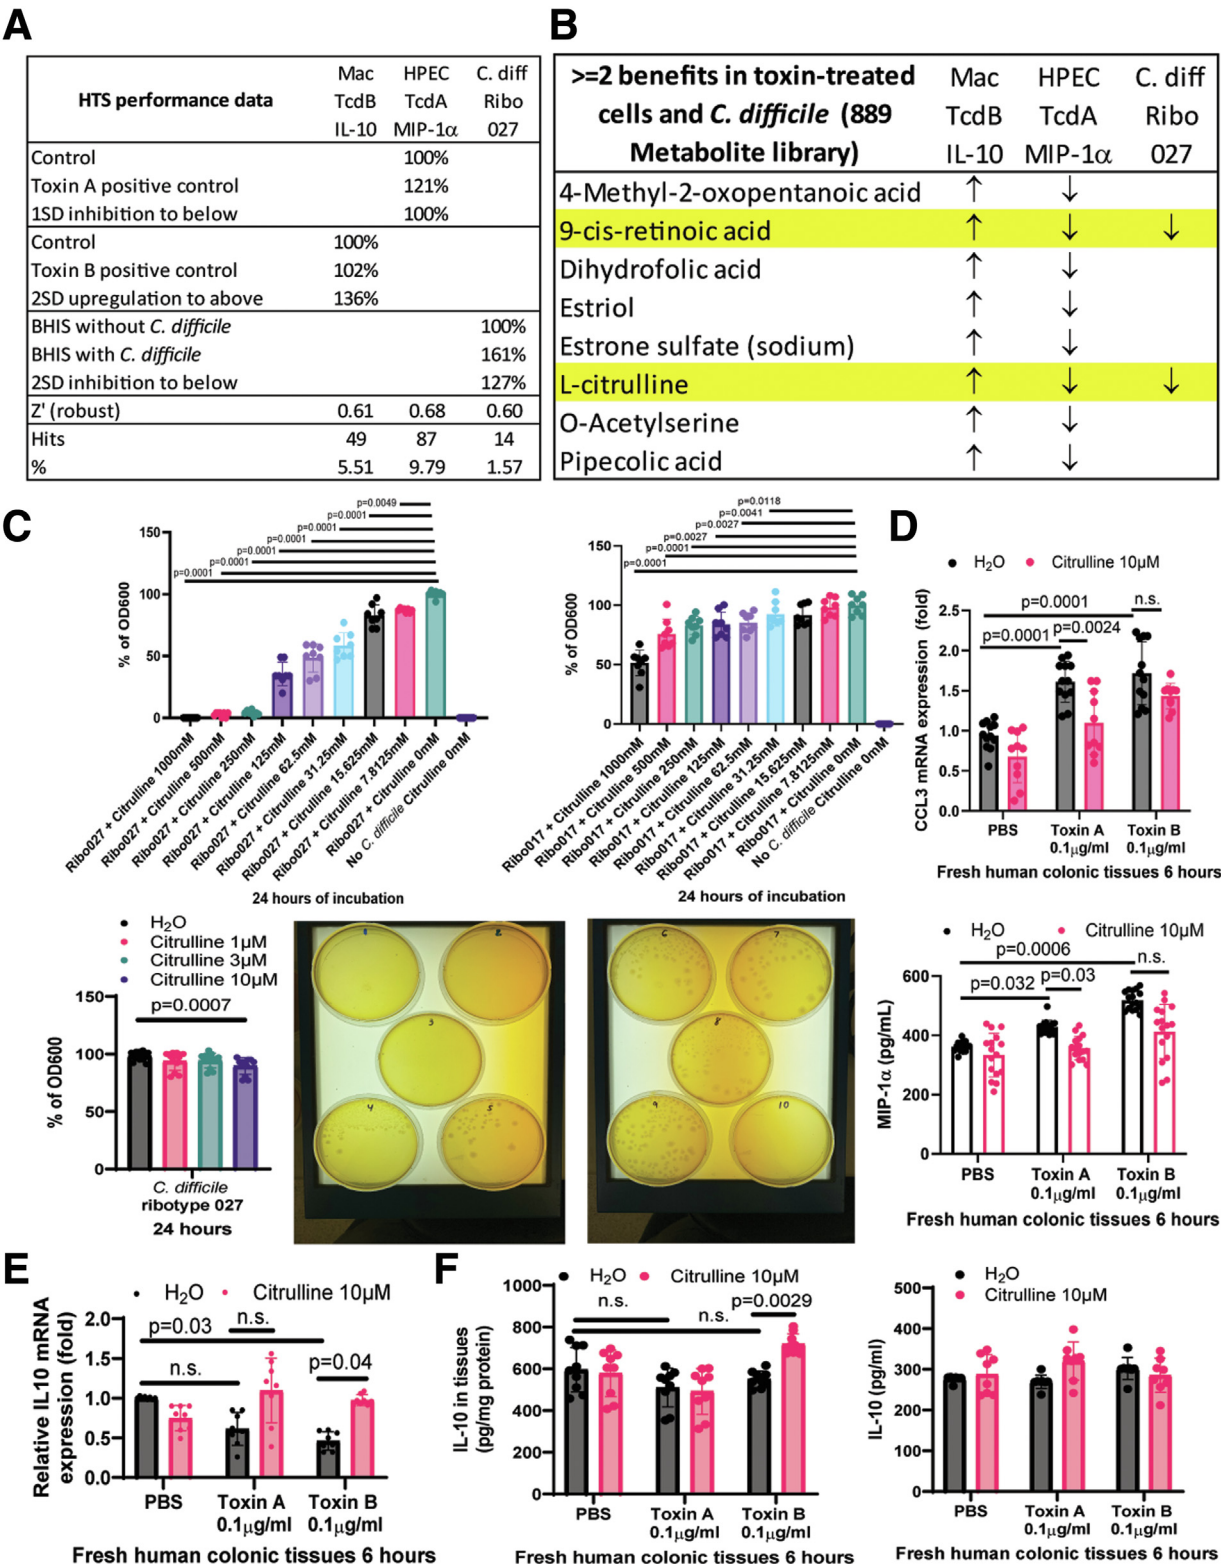 A
HTS performance data
Mac HPEC C. diff
TcdB TcdA Ribo
IL-10 MIP-1α 027
Control 100%
Toxin A positive control 121%
1SD inhibition to below 100%
Control 100%
Toxin B positive control 102%
2SD upregulation to above 136%
BHIS without C. difficile 100%
BHIS with C. difficile 161%
2SD inhibition to below 127%
Z' (robust) 0.61 0.68 0.60
Hits 49 87 14
% 5.51 9.79 1.57
B
>=2 benefits in toxin-treated Mac HPEC C. diff
cells and C. difficile (889 TcdB TcdA Ribo
Metabolite library) IL-10 MIP-1α 027
4-Methyl-2-oxopentanoic acid ↑ ↓
9-cis-retinoic acid ↑ ↓ ↓
Dihydrofolic acid ↑ ↓
Estriol ↑ ↓
Estrone sulfate (sodium) ↑ ↓
L-citrulline ↑ ↓ ↓
O-Acetylserine ↑ ↓
Pipecolic acid ↑ ↓
C
p=0.0049
p=0.0001
p=0.0001
p=0.0001
p=0.0001
p=0.0001
p=0.0001
p=0.0001
% of OD600
150
100
50
0
Ribo027 + Citrulline 1000mM
Ribo027 + Citrulline 500mM
Ribo027 + Citrulline 250mM
Ribo027 + Citrulline 125mM
Ribo027 + Citrulline 62.5mM
Ribo027 + Citrulline 31.25mM
Ribo027 + Citrulline 15.625mM
Ribo027 + Citrulline 7.8125mM
Ribo027 + Citrulline 0mM
No C. difficile Citrulline 0mM
24 hours of incubation
p=0.0118
p=0.0041
p=0.0027
p=0.0027
p=0.0001
p=0.0001
% of OD600
150
100
50
0
Ribo017 + Citrulline 1000mM
Ribo017 + Citrulline 500mM
Ribo017 + Citrulline 250mM
Ribo017 + Citrulline 125mM
Ribo017 + Citrulline 62.5mM
Ribo017 + Citrulline 31.25mM
Ribo017 + Citrulline 15.625mM
Ribo017 + Citrulline 7.8125mM
Ribo017 + Citrulline 0mM
No C. difficile Citrulline 0mM
24 hours of incubation
H2O
Citrulline 1μM
Citrulline 3μM
Citrulline 10μM
p=0.0007
% of OD600
150
100
50
0
C. difficile
ribotype 027
24 hours
1
2
3
4
5
6
7
8
9
10
D
H2O Citrulline 10μM
p=0.0001 n.s.
p=0.0001 p=0.0024
CCL3 mRNA expression (fold)
2.5
2.0
1.5
1.0
0.5
0.0
PBS Toxin A Toxin B
0.1μg/ml 0.1μg/ml
Fresh human colonic tissues 6 hours
H2O Citrulline 10μM
p=0.0006 n.s.
p=0.032 p=0.03
MIP-1α (pg/mL)
600
400
200
0
PBS Toxin A Toxin B
0.1μg/ml 0.1μg/ml
Fresh human colonic tissues 6 hours
E
H2O Citrulline 10μM
n.s.
p=0.03
n.s. p=0.04
Relative IL10 mRNA
expression (fold)
2.0
1.5
1.0
0.5
0.0
PBS Toxin A Toxin B
0.1μg/ml 0.1μg/ml
Fresh human colonic tissues 6 hours
F
H2O Citrulline 10μM
n.s. p=0.0029
n.s.
IL-10 in tissues
(pg/mg protein)
1000
800
600
400
200
0
PBS Toxin A Toxin B
0.1μg/ml 0.1μg/ml
Fresh human colonic tissues 6 hours
H2O
Citrulline 10μM
IL-10 (pg/ml)
500
400
300
200
100
0
PBS Toxin A Toxin B
0.1μg/ml 0.1μg/ml
Fresh human colonic tissues 6 hours